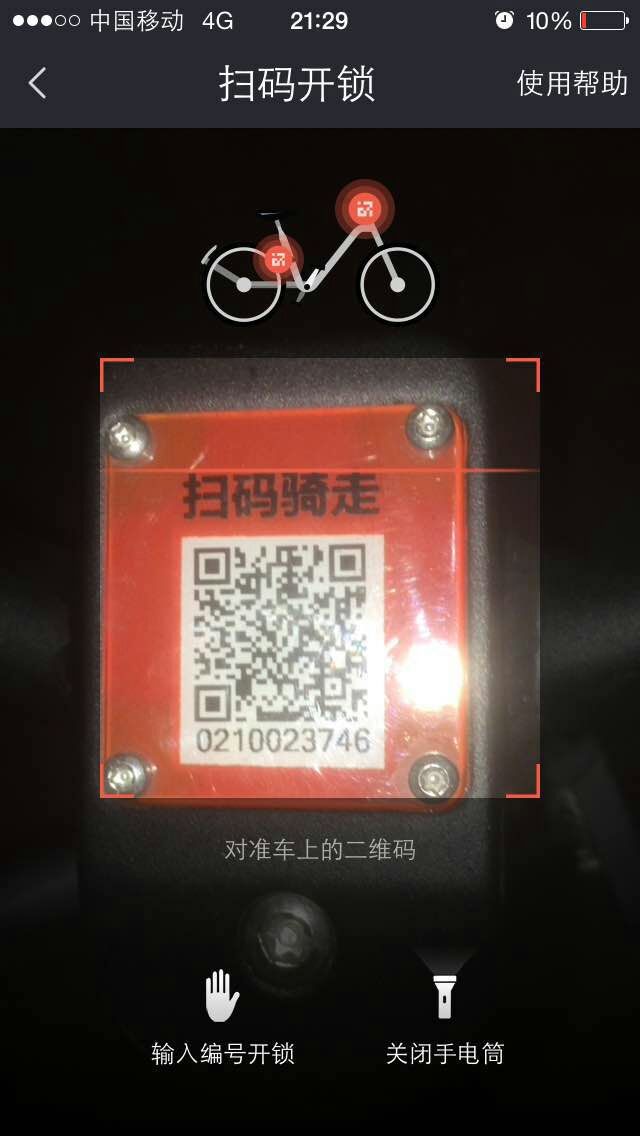 中国移动 4G 21:29 10%
扫码开锁 使用帮助
扫码骑走
0210023746
对准车上的二维码
输入编号开锁 关闭手电筒